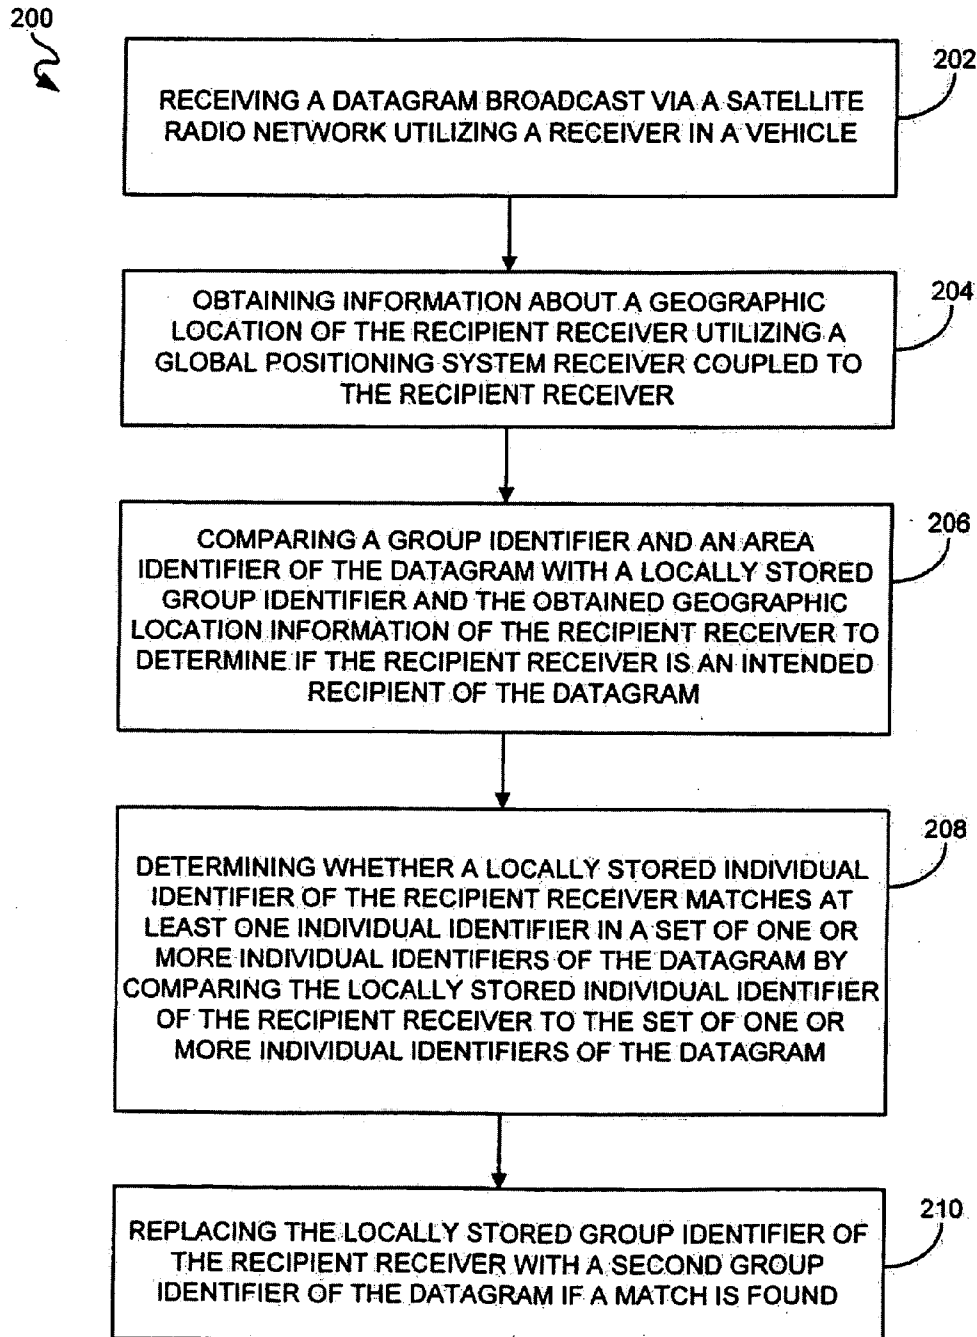 200
202
RECEIVING A DATAGRAM BROADCAST VIA A SATELLITE
RADIO NETWORK UTILIZING A RECEIVER IN A VEHICLE
204
OBTAINING INFORMATION ABOUT A GEOGRAPHIC
LOCATION OF THE RECIPIENT RECEIVER UTILIZING A
GLOBAL POSITIONING SYSTEM RECEIVER COUPLED TO
THE RECIPIENT RECEIVER
206
COMPARING A GROUP IDENTIFIER AND AN AREA
IDENTIFIER OF THE DATAGRAM WITH A LOCALLY STORED
GROUP IDENTIFIER AND THE OBTAINED GEOGRAPHIC
LOCATION INFORMATION OF THE RECIPIENT RECEIVER TO
DETERMINE IF THE RECIPIENT RECEIVER IS AN INTENDED
RECIPIENT OF THE DATAGRAM
208
DETERMINING WHETHER A LOCALLY STORED INDIVIDUAL
IDENTIFIER OF THE RECIPIENT RECEIVER MATCHES AT
LEAST ONE INDIVIDUAL IDENTIFIER IN A SET OF ONE OR
MORE INDIVIDUAL IDENTIFIERS OF THE DATAGRAM BY
COMPARING THE LOCALLY STORED INDIVIDUAL IDENTIFIER
OF THE RECIPIENT RECEIVER TO THE SET OF ONE OR
MORE INDIVIDUAL IDENTIFIERS OF THE DATAGRAM
210
REPLACING THE LOCALLY STORED GROUP IDENTIFIER OF
THE RECIPIENT RECEIVER WITH A SECOND GROUP
IDENTIFIER OF THE DATAGRAM IF A MATCH IS FOUND